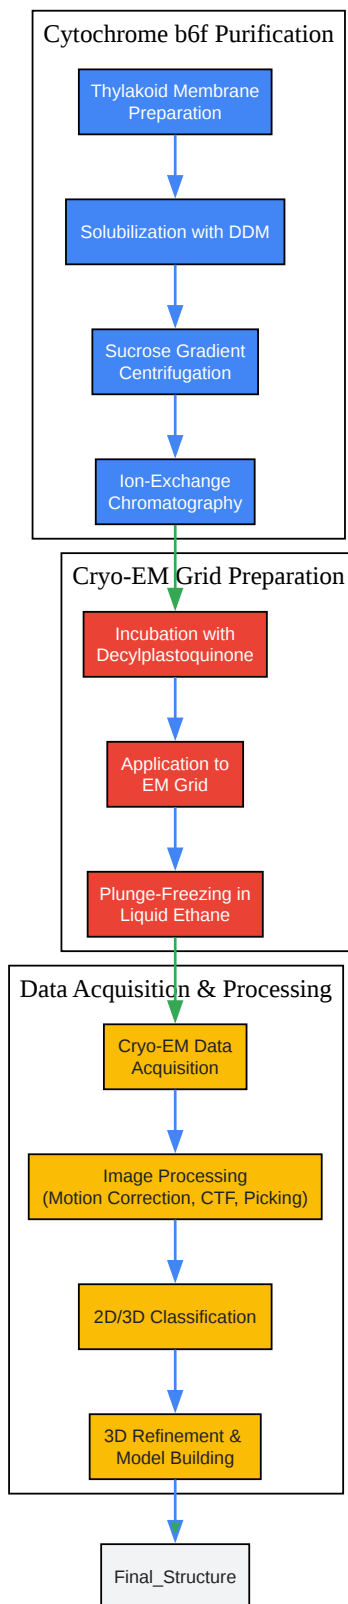 Cytochrome b6f Purification
Thylakoid Membrane
Preparation
Solubilization with DDM
Sucrose Gradient
Centrifugation
Ion-Exchange
Chromatography
Cryo-EM Grid Preparation
Incubation with
Decylplastoquinone
Application to
EM Grid
Plunge-Freezing in
Liquid Ethane
Data Acquisition & Processing
Cryo-EM Data
Acquisition
Image Processing
(Motion Correction, CTF, Picking)
2D/3D Classification
3D Refinement &
Model Building
Final_Structure